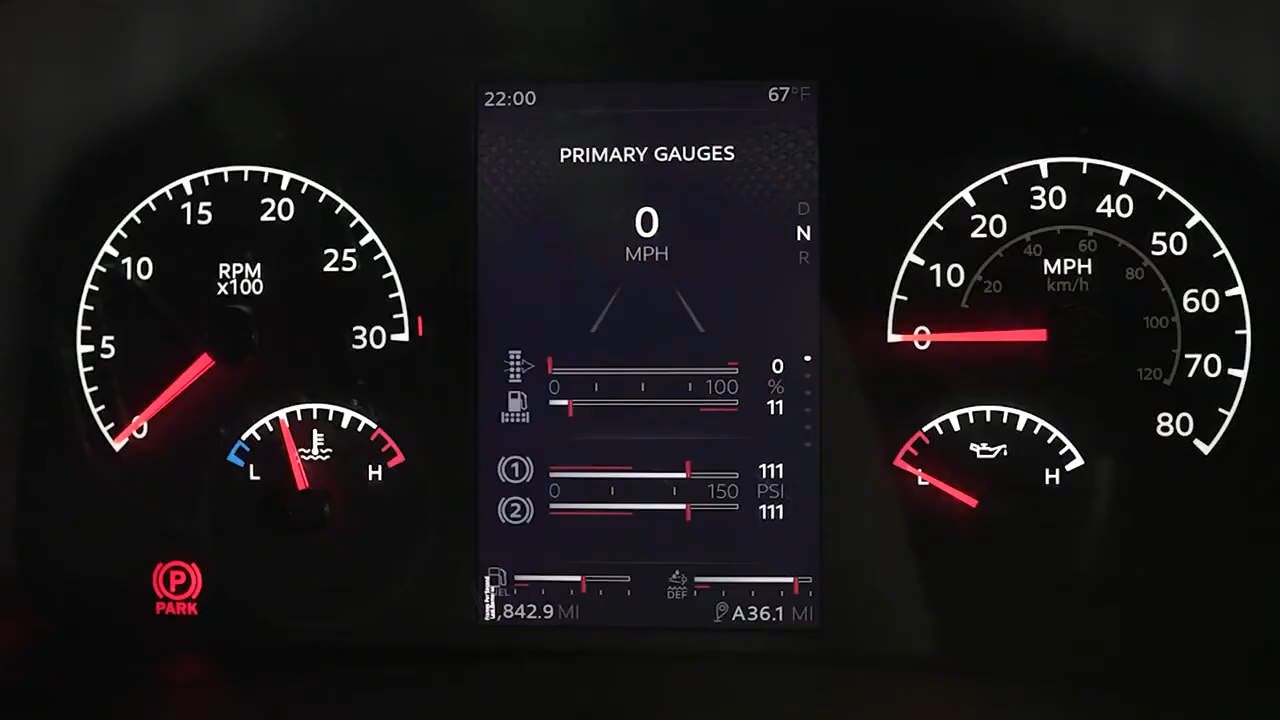 22:00 67°F
PRIMARY GAUGES
0
MPH
D
N
R
0 5 10 15 20 25 30
RPM
x100
L H
PARK
P
0 10 20 30 40 50 60 70 80
MPH
km/h
20 40 60 80 100 120
L H
0
0 100 %
11
1 111
0 150 PSI
2 111
DEF
,842.9 MI A36.1 MI